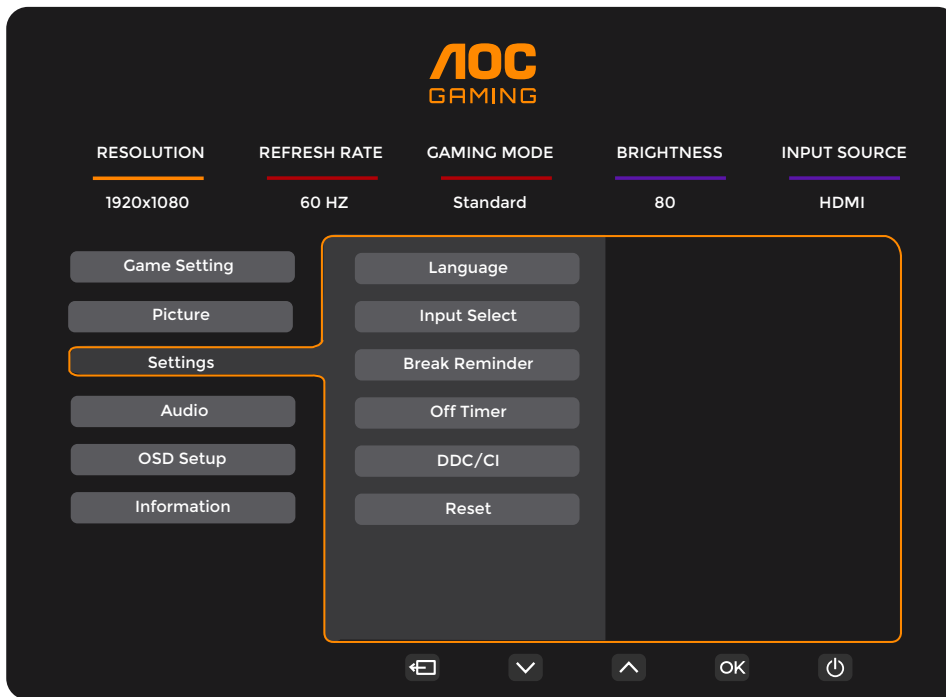 AOC
GAMING
RESOLUTION REFRESH RATE GAMING MODE BRIGHTNESS INPUT SOURCE
1920x1080 60 HZ Standard 80 HDMI
Game Setting
Picture
Settings
Audio
OSD Setup
Information
Language
Input Select
Break Reminder
Off Timer
DDC/CI
Reset
OK